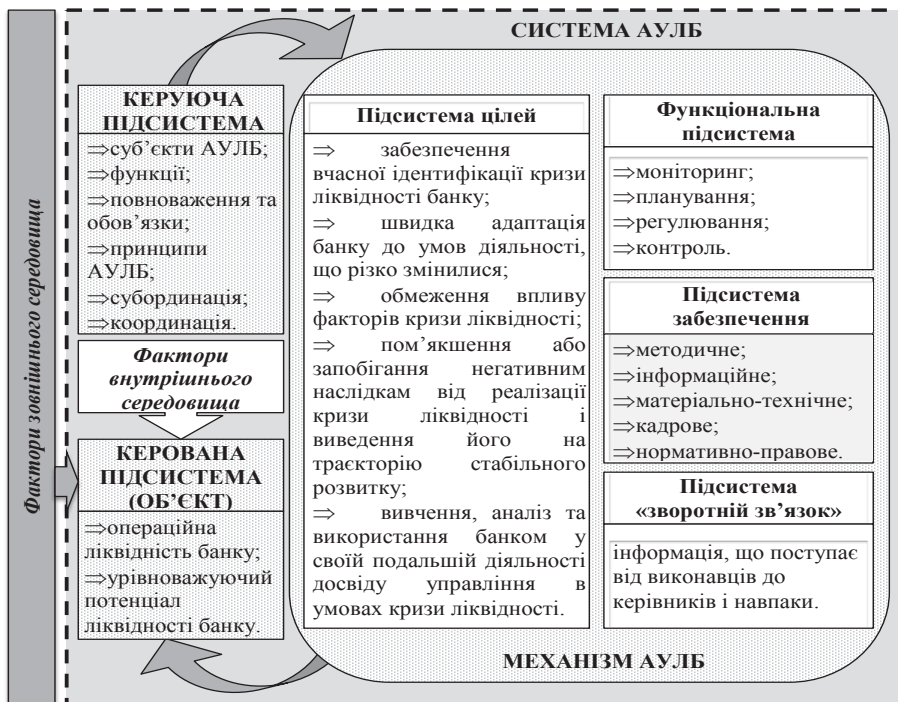 Фактори зовнішнього середовища
СИСТЕМА АУЛБ
КЕРУЮЧА
ПІДСИСТЕМА
⇒суб’єкти АУЛБ;
⇒функції;
⇒повноваження та
обов’язки;
⇒принципи
АУЛБ;
⇒субординація;
⇒координація.
Фактори
внутрішнього
середовища
КЕРОВАНА
ПІДСИСТЕМА
(ОБ’ЄКТ)
⇒операційна
ліквідність банку;
⇒урівноважуючий
потенціал
ліквідності банку.
Підсистема цілей
⇒ забезпечення
вчасної ідентифікації кризи
ліквідності банку;
⇒ швидка адаптація
банку до умов діяльності,
що різко змінилися;
⇒ обмеження впливу
факторів кризи ліквідності;
⇒ пом’якшення або
запобігання негативним
наслідкам від реалізації
кризи ліквідності і
виведення його на
траєкторію стабільного
розвитку;
⇒ вивчення, аналіз та
використання банком у
своїй подальшій діяльності
досвіду управління в
умовах кризи ліквідності.
Функціональна
підсистема
⇒моніторинг;
⇒планування;
⇒регулювання;
⇒контроль.
Підсистема
забезпечення
⇒методичне;
⇒інформаційне;
⇒матеріально-технічне;
⇒кадрове;
⇒нормативно-правове.
Підсистема
«зворотній зв’язок»
інформація, що поступає
від виконавців до
керівників і навпаки.
МЕХАНІЗМ АУЛБ